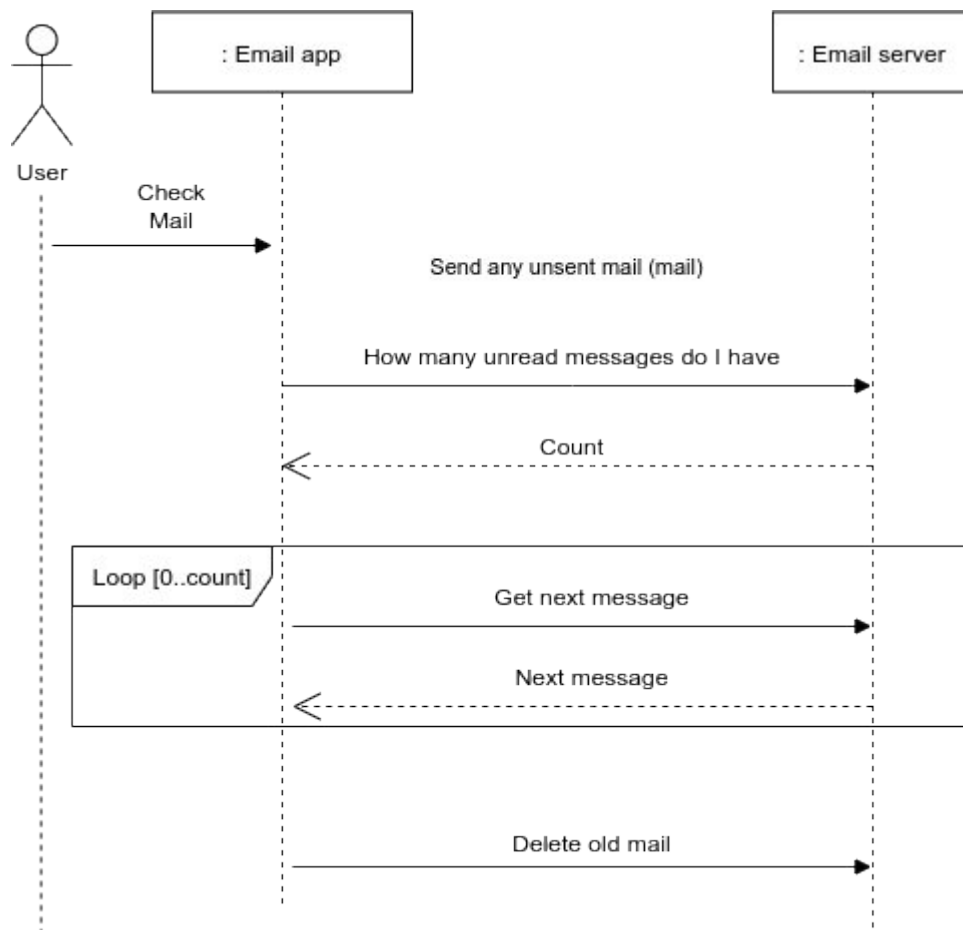 : Email app
: Email server
User
Check
Mail
Send any unsent mail (mail)
How many unread messages do I have
Count
Loop [0..count]
Get next message
Next message
Delete old mail